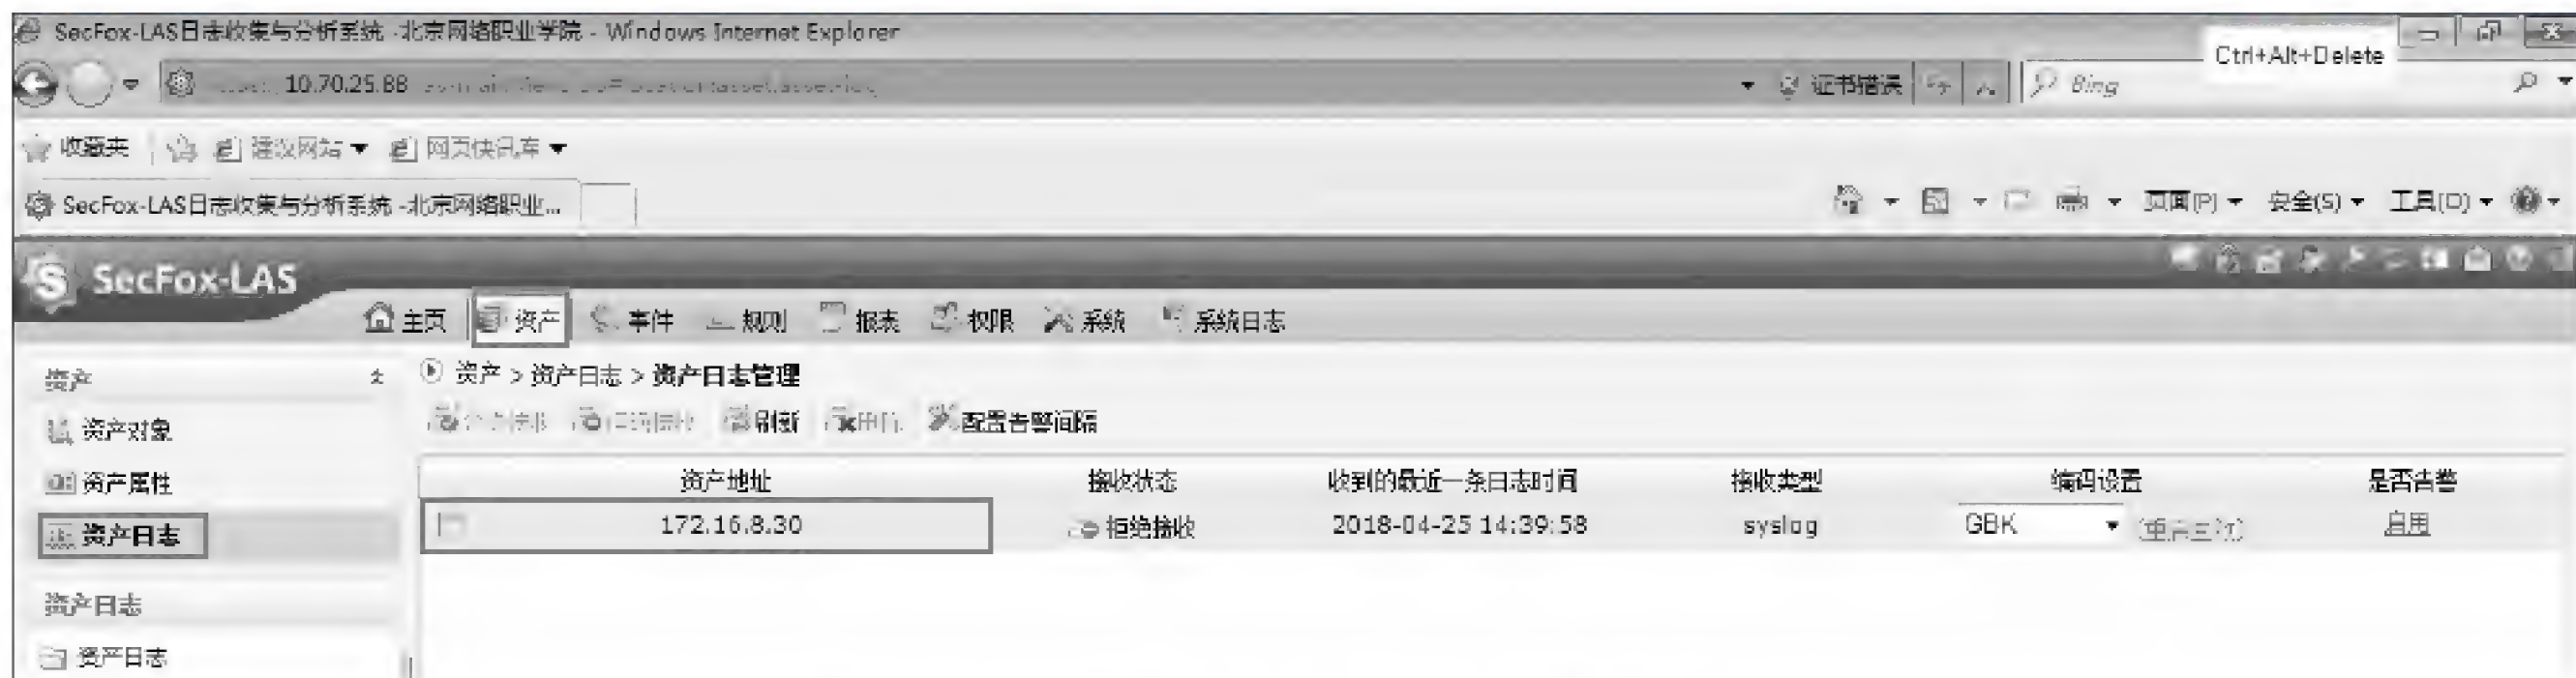 SecFox-LAS日志收集与分析系统 -北京网络职业学院 - Windows Internet Explorer
Ctrl+Alt+Delete
10.70.25.88 证书错误 Bing
收藏夹 建议网站 网页快讯库
SecFox-LAS日志收集与分析系统 -北京网络职业... 页面(P) 安全(S) 工具(O)
SecFox-LAS
主页 资产 事件 规则 报表 权限 系统 系统日志
资产 资产 > 资产日志 > 资产日志管理
资产对象 刷新 删除 配置告警间隔
资产属性 资产地址 接收状态 收到的最近一条日志时间 接收类型 编码设置 是否告警
资产日志 172.16.8.30 拒绝接收 2018-04-25 14:39:58 syslog GBK 启用
资产日志
资产日志